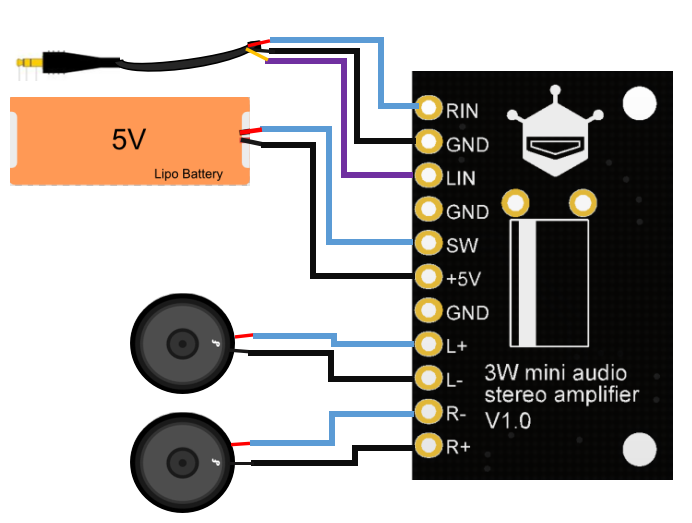 5V
Lipo Battery
RIN
GND
LIN
GND
SW
+5V
GND
L+
L-
R-
R+
3W mini audio
stereo amplifier
V1.0